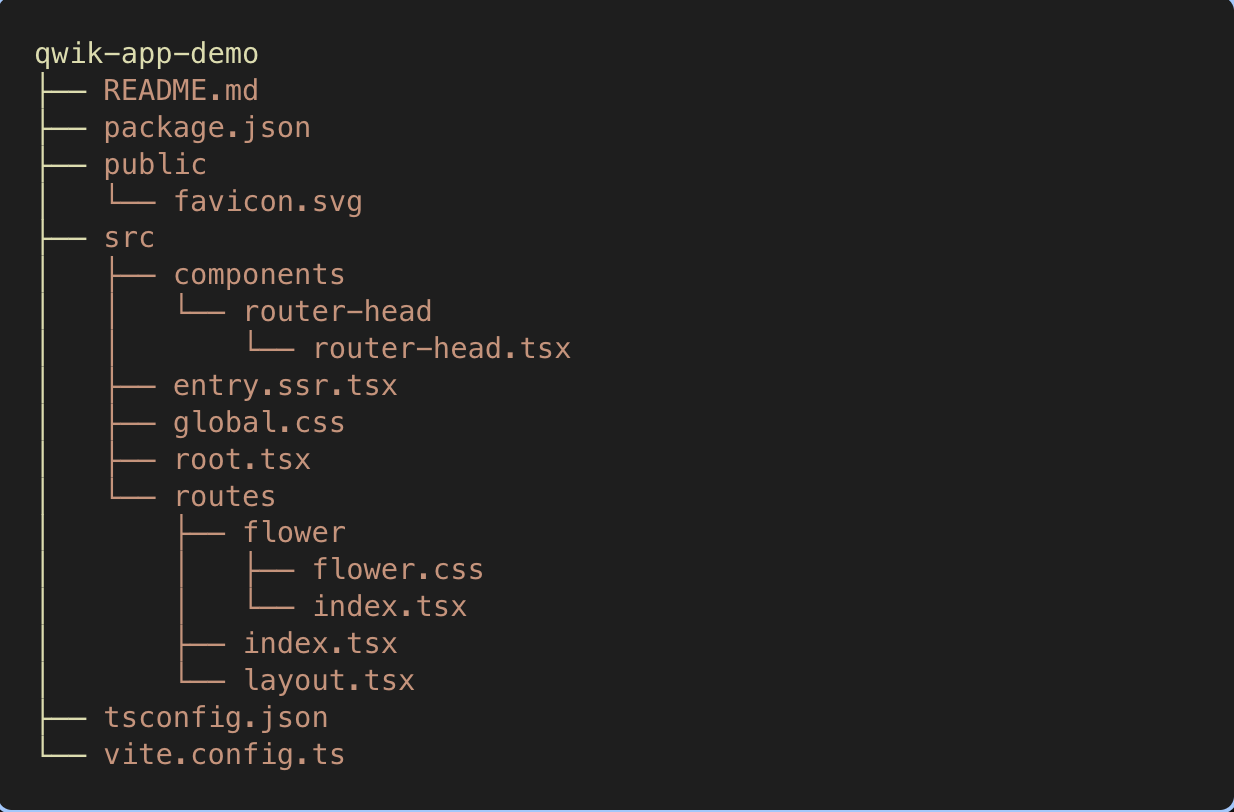 qwik-app-demo
├── README.md
├── package.json
├── public
│   └── favicon.svg
├── src
│   ├── components
│   │   └── router-head
│   │       └── router-head.tsx
│   ├── entry.ssr.tsx
│   ├── global.css
│   ├── root.tsx
│   └── routes
│       ├── flower
│       │   ├── flower.css
│       │   └── index.tsx
│       ├── index.tsx
│       └── layout.tsx
├── tsconfig.json
└── vite.config.ts